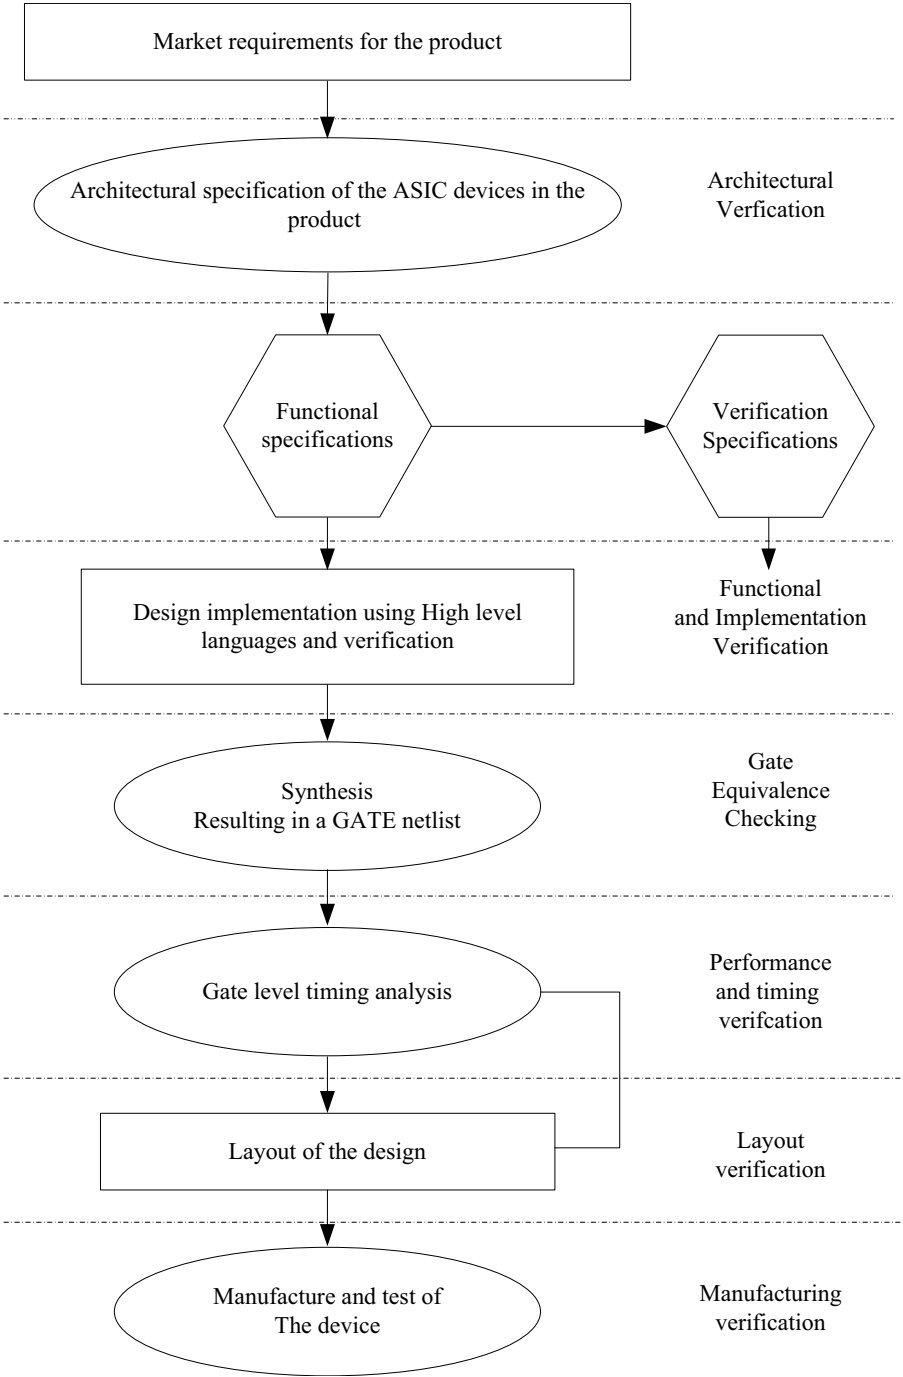 Market requirements for the product
Architectural specification of the ASIC devices in the
product
Architectural
Verfication
Functional
specifications
Verification
Specifications
Design implementation using High level
languages and verification
Functional
and Implementation
Verification
Synthesis
Resulting in a GATE netlist
Gate
Equivalence
Checking
Gate level timing analysis
Performance
and timing
verifcation
Layout of the design
Layout
verification
Manufacture and test of
The device
Manufacturing
verification